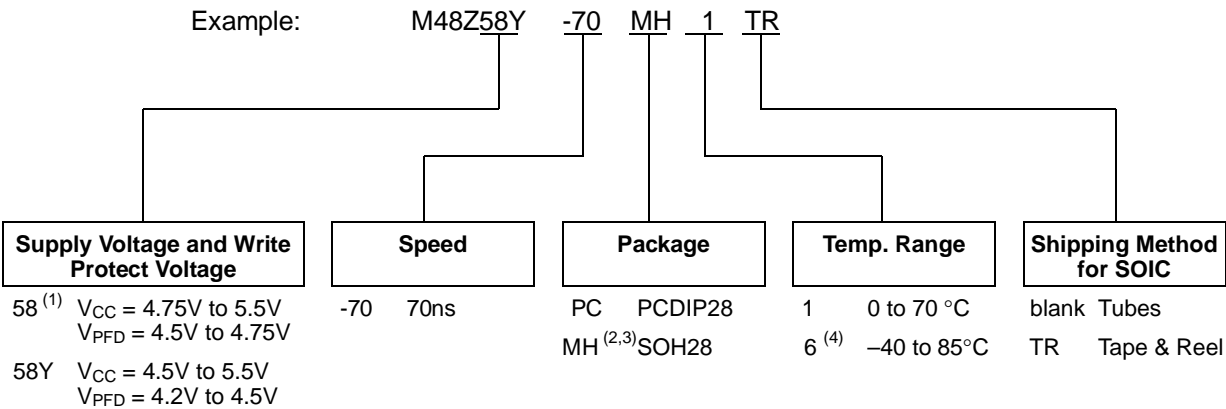 Example: M48Z58Y -70 MH 1 TR
Supply Voltage and Write Protect Voltage
58 (1) VCC = 4.75V to 5.5V
VPFD = 4.5V to 4.75V
58Y VCC = 4.5V to 5.5V
VPFD = 4.2V to 4.5V
Speed
-70 70ns
Package
PC PCDIP28
MH (2,3) SOH28
Temp. Range
1 0 to 70 °C
6 (4) –40 to 85°C
Shipping Method
for SOIC
blank Tubes
TR Tape & Reel